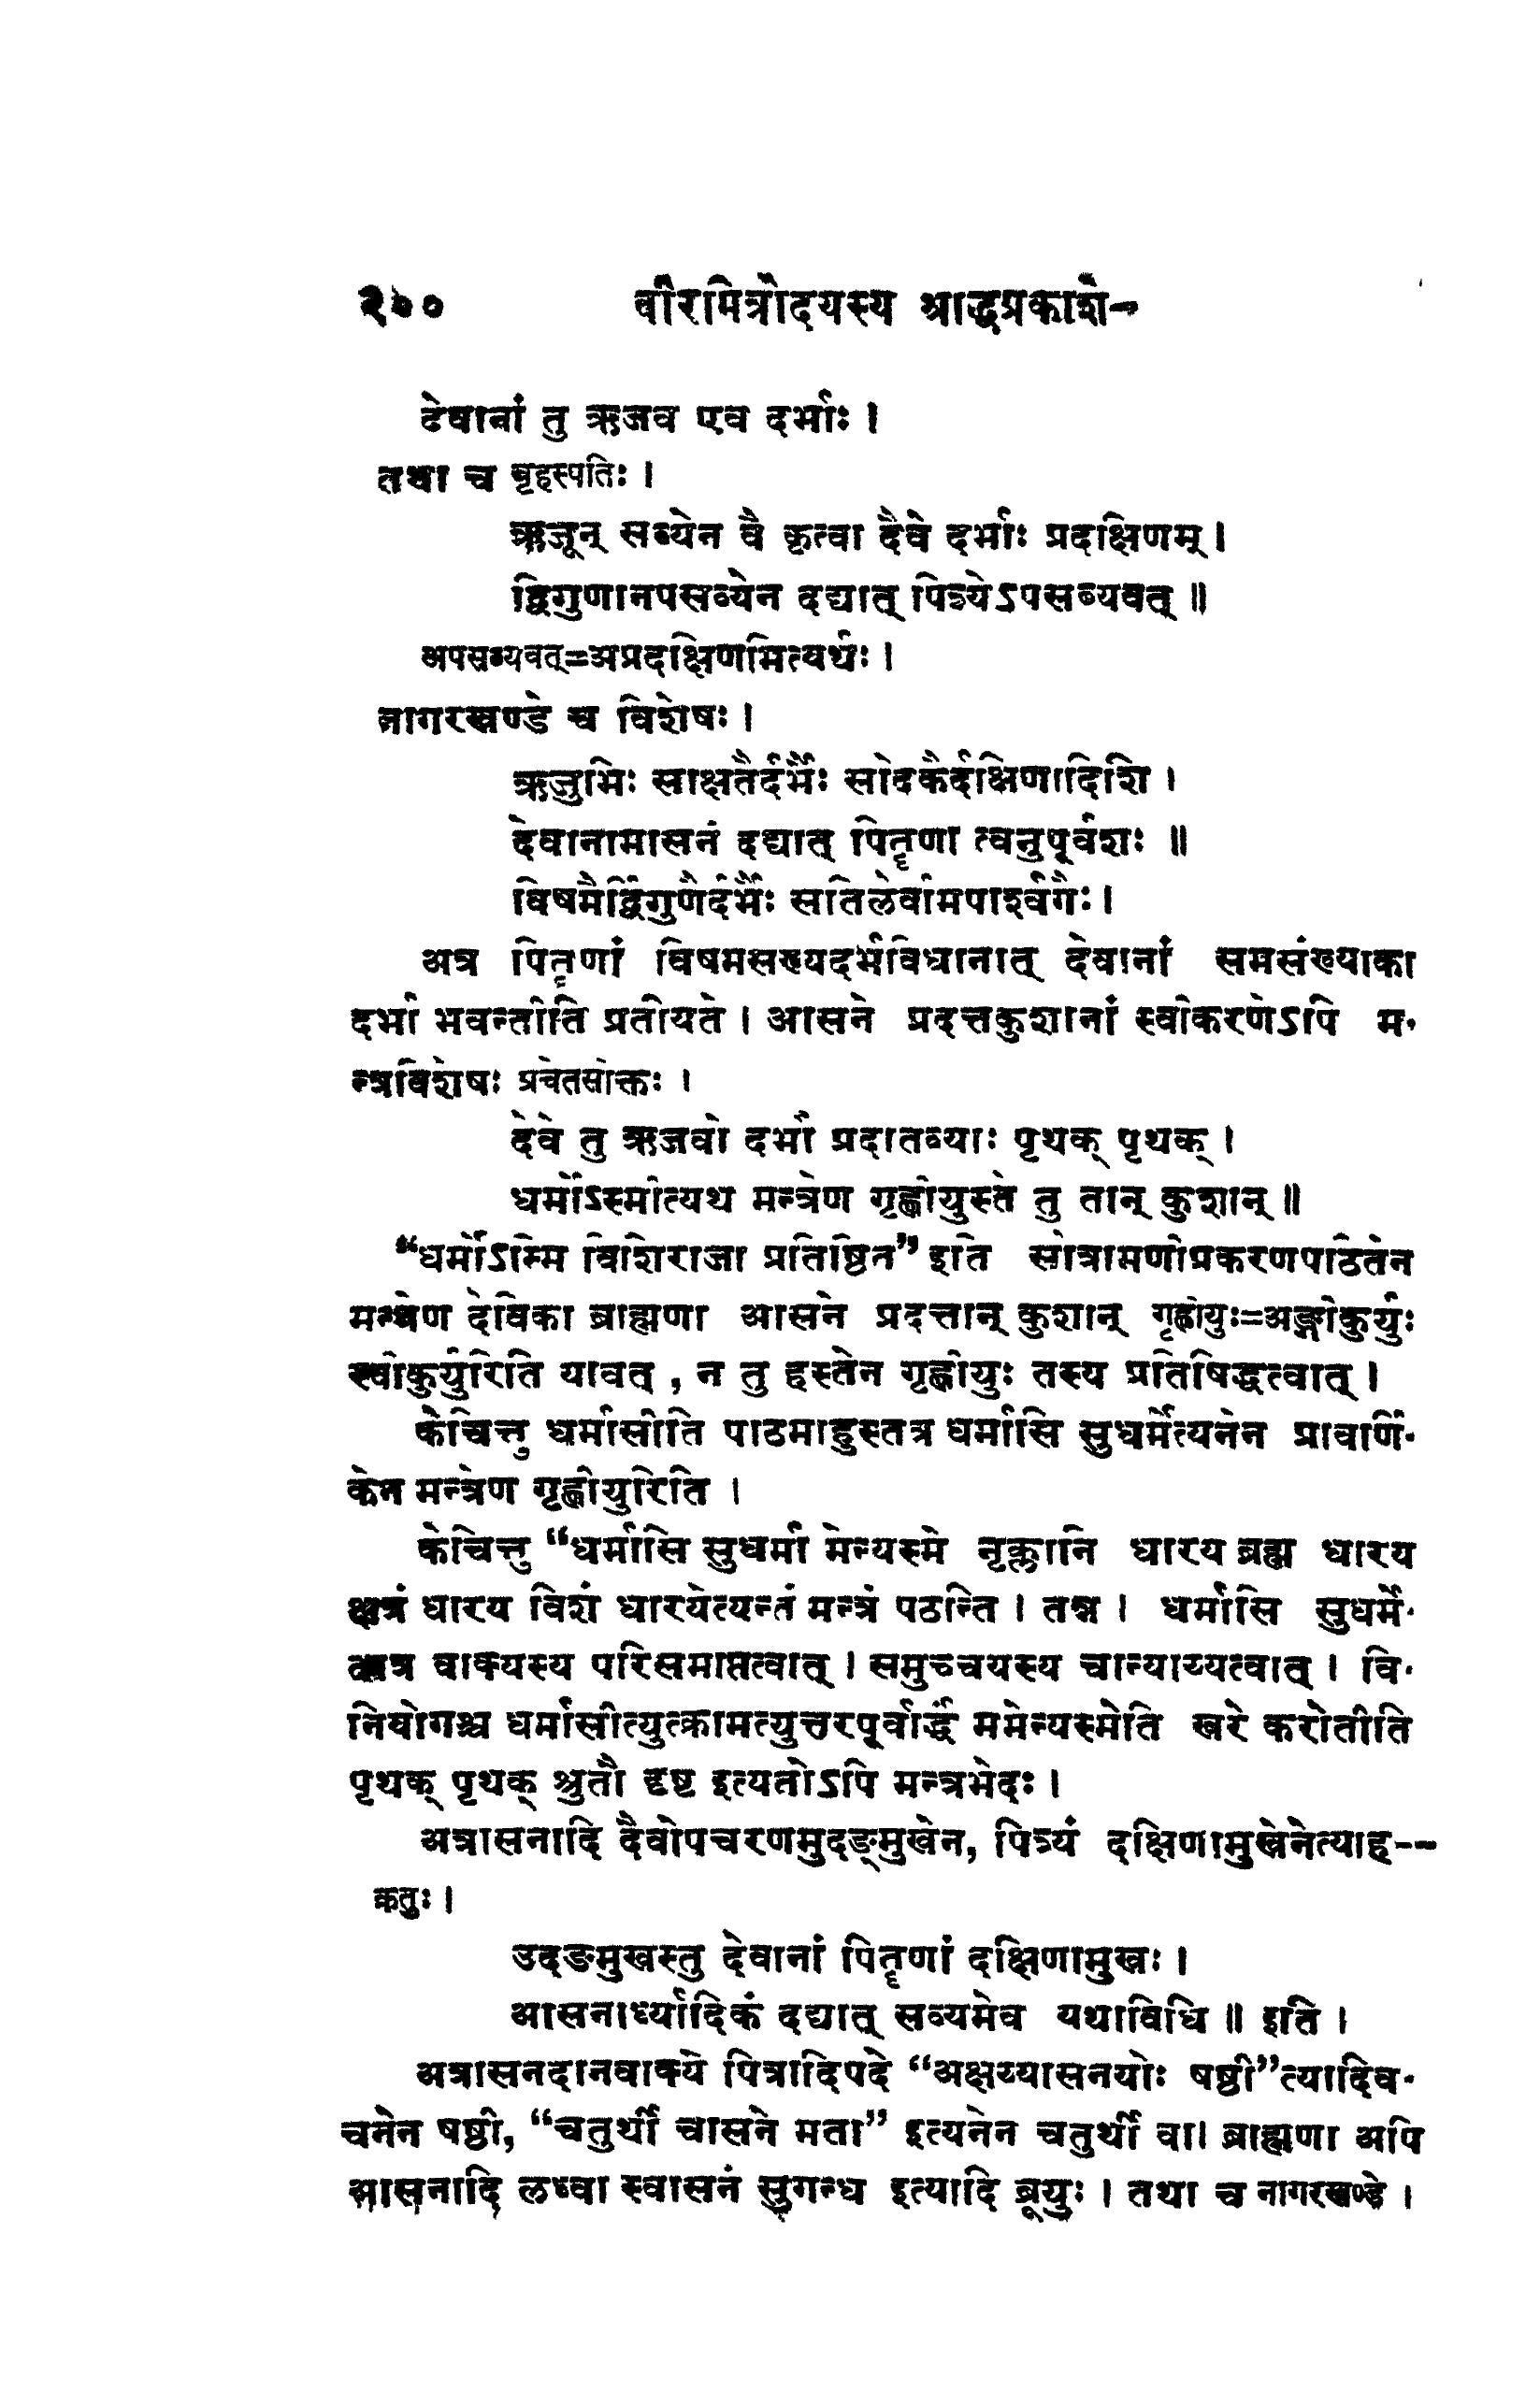 २०० वीरमित्रोदयस्य श्राद्धप्रकाशे-
देवानां तु ऋजव एव दर्भाः ।
तथा च बृहस्पतिः ।
ऋजून् सव्येन वै कृत्वा दैवे दर्भाः प्रदक्षिणम् ।
द्विगुणानपसव्येन दद्यात् पित्र्येऽपसव्यवत् ॥
अपसव्यवत्=अप्रदक्षिणमित्यर्थः ।
नागरखण्डे च विशेषः ।
ऋजुभिः साक्षतैर्दर्भैः सोदकैर्दक्षिणादिशि ।
देवानामासनं दद्यात् पितॄणा त्वनुपूर्वशः ॥
विषमैर्द्विगुणैर्दर्भैः सतिलेर्वामपार्श्वगैः ।
अत्र पितॄणां विषमसख्यदर्भविधानात् देवानां समसंख्याका
दर्भा भवन्तीति प्रतीयते । आसने प्रदत्तकुशानां स्वीकरणेऽपि म-
न्त्रविशेषः प्रचेतसोक्तः ।
देवे तु ऋजवो दर्भा प्रदातव्याः पृथक् पृथक् ।
धर्मोऽस्मीत्यथ मन्त्रेण गृह्णीयुस्ते तु तान् कुशान् ॥
“धर्मोऽस्मि विशिराजा प्रतिष्ठित” इति सोत्रामणीप्रकरणपठितेन
मन्त्रेण देविका ब्राह्मणा आसने प्रदत्तान् कुशान् गृह्णीयुः=अङ्गीकुर्युः
स्वीकुर्युरिति यावत् , न तु हस्तेन गृह्णीयुः तस्य प्रतिषिद्धत्वात् ।
केचित्तु धर्मासीति पाठमाहुस्तत्र धर्मासि सुधर्मेत्यनेन प्रावर्णि-
केन मन्त्रेण गृह्णीयुरिति ।
केचित्तु “धर्मासि सुधर्मा मेन्यस्मे नृक्लानि धारय ब्रह्म धारय
क्षत्रं धारय विशं धारयेत्यन्तं मन्त्रं पठन्ति । तन्न । धर्मासि सुधर्मे-
त्यत्र वाक्यस्य परिसमाप्तत्वात् । समुच्चयस्य चान्याय्यत्वात् । वि-
नियोगश्च धर्मासीत्युत्क्रामत्युत्तरपूर्वार्द्धे ममेन्यस्मेति खरे करोतीति
पृथक् पृथक् श्रुतौ दृष्ट इत्यतोऽपि मन्त्रभेदः ।
अत्रासनादि दैवोपचरणमुदङ्मुखेन, पित्र्यं दक्षिणामुखेनेत्याह--
क्रतुः ।
उदङमुखस्तु देवानां पितॄणां दक्षिणामुखः ।
आसनार्घ्यादिकं दद्यात् सव्यमेव यथाविधि ॥ इति ।
अत्रासनदानवाक्ये पित्रादिपदे “अक्षय्यासनयोः षष्ठी”त्यादिव-
चनेन षष्ठी, “चतुर्थी चासने मता” इत्यनेन चतुर्थी वा। ब्राह्मणा अपि
आसनादि लब्ध्वा स्वासनं सुगन्ध इत्यादि ब्रूयुः । तथा च नागरखण्डे ।